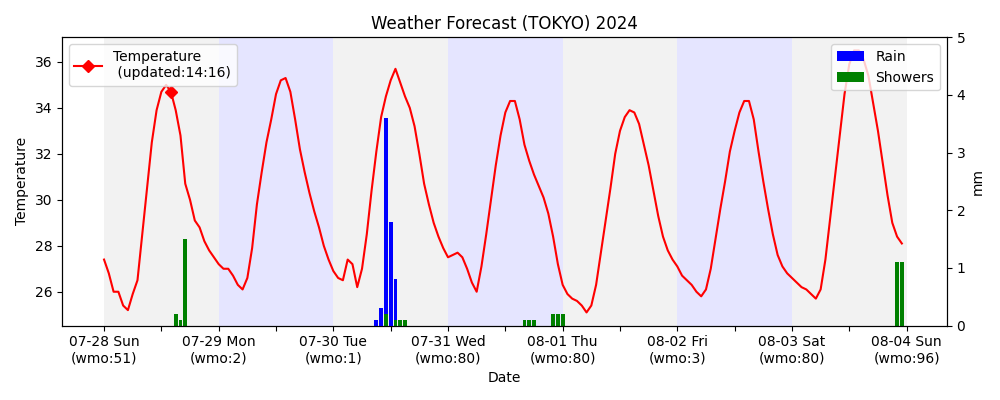 Weather Forecast (TOKYO) 2024
Temperature
(updated:14:16)
Rain
Showers
36
34
32
30
28
26
Temperature
5
4
3
2
1
0
mm
07-28 Sun
(wmo:51)
07-29 Mon
(wmo:2)
07-30 Tue
(wmo:1)
07-31 Wed
(wmo:80)
08-01 Thu
(wmo:80)
08-02 Fri
(wmo:3)
08-03 Sat
(wmo:80)
08-04 Sun
(wmo:96)
Date